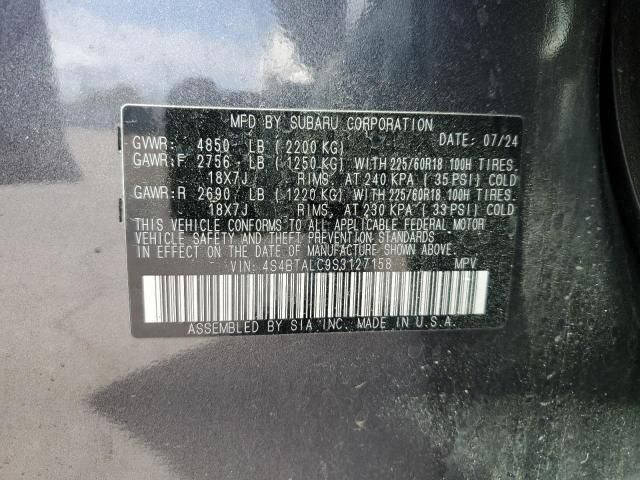 MFD BY SUBARU CORPORATION
GVWR: 4850 LB (2200 KG) DATE: 07/24
GAWR:F 2756 LB (1250 KG) WITH 225/60R18 100H TIRES,
18X7J RIMS, AT 240 KPA (35 PSI) COLD
GAWR:R 2690 LB (1220 KG) WITH 225/60R18 100H TIRES,
18X7J RIMS, AT 230 KPA (33 PSI) COLD
THIS VEHICLE CONFORMS TO ALL APPLICABLE FEDERAL MOTOR
VEHICLE SAFETY AND THEFT PREVENTION STANDARDS
IN EFFECT ON THE DATE OF MANUFACTURE SHOWN ABOVE.
VIN: 4S4BTALC9S3127158 MPV
ASSEMBLED BY SIA INC. MADE IN U.S.A.